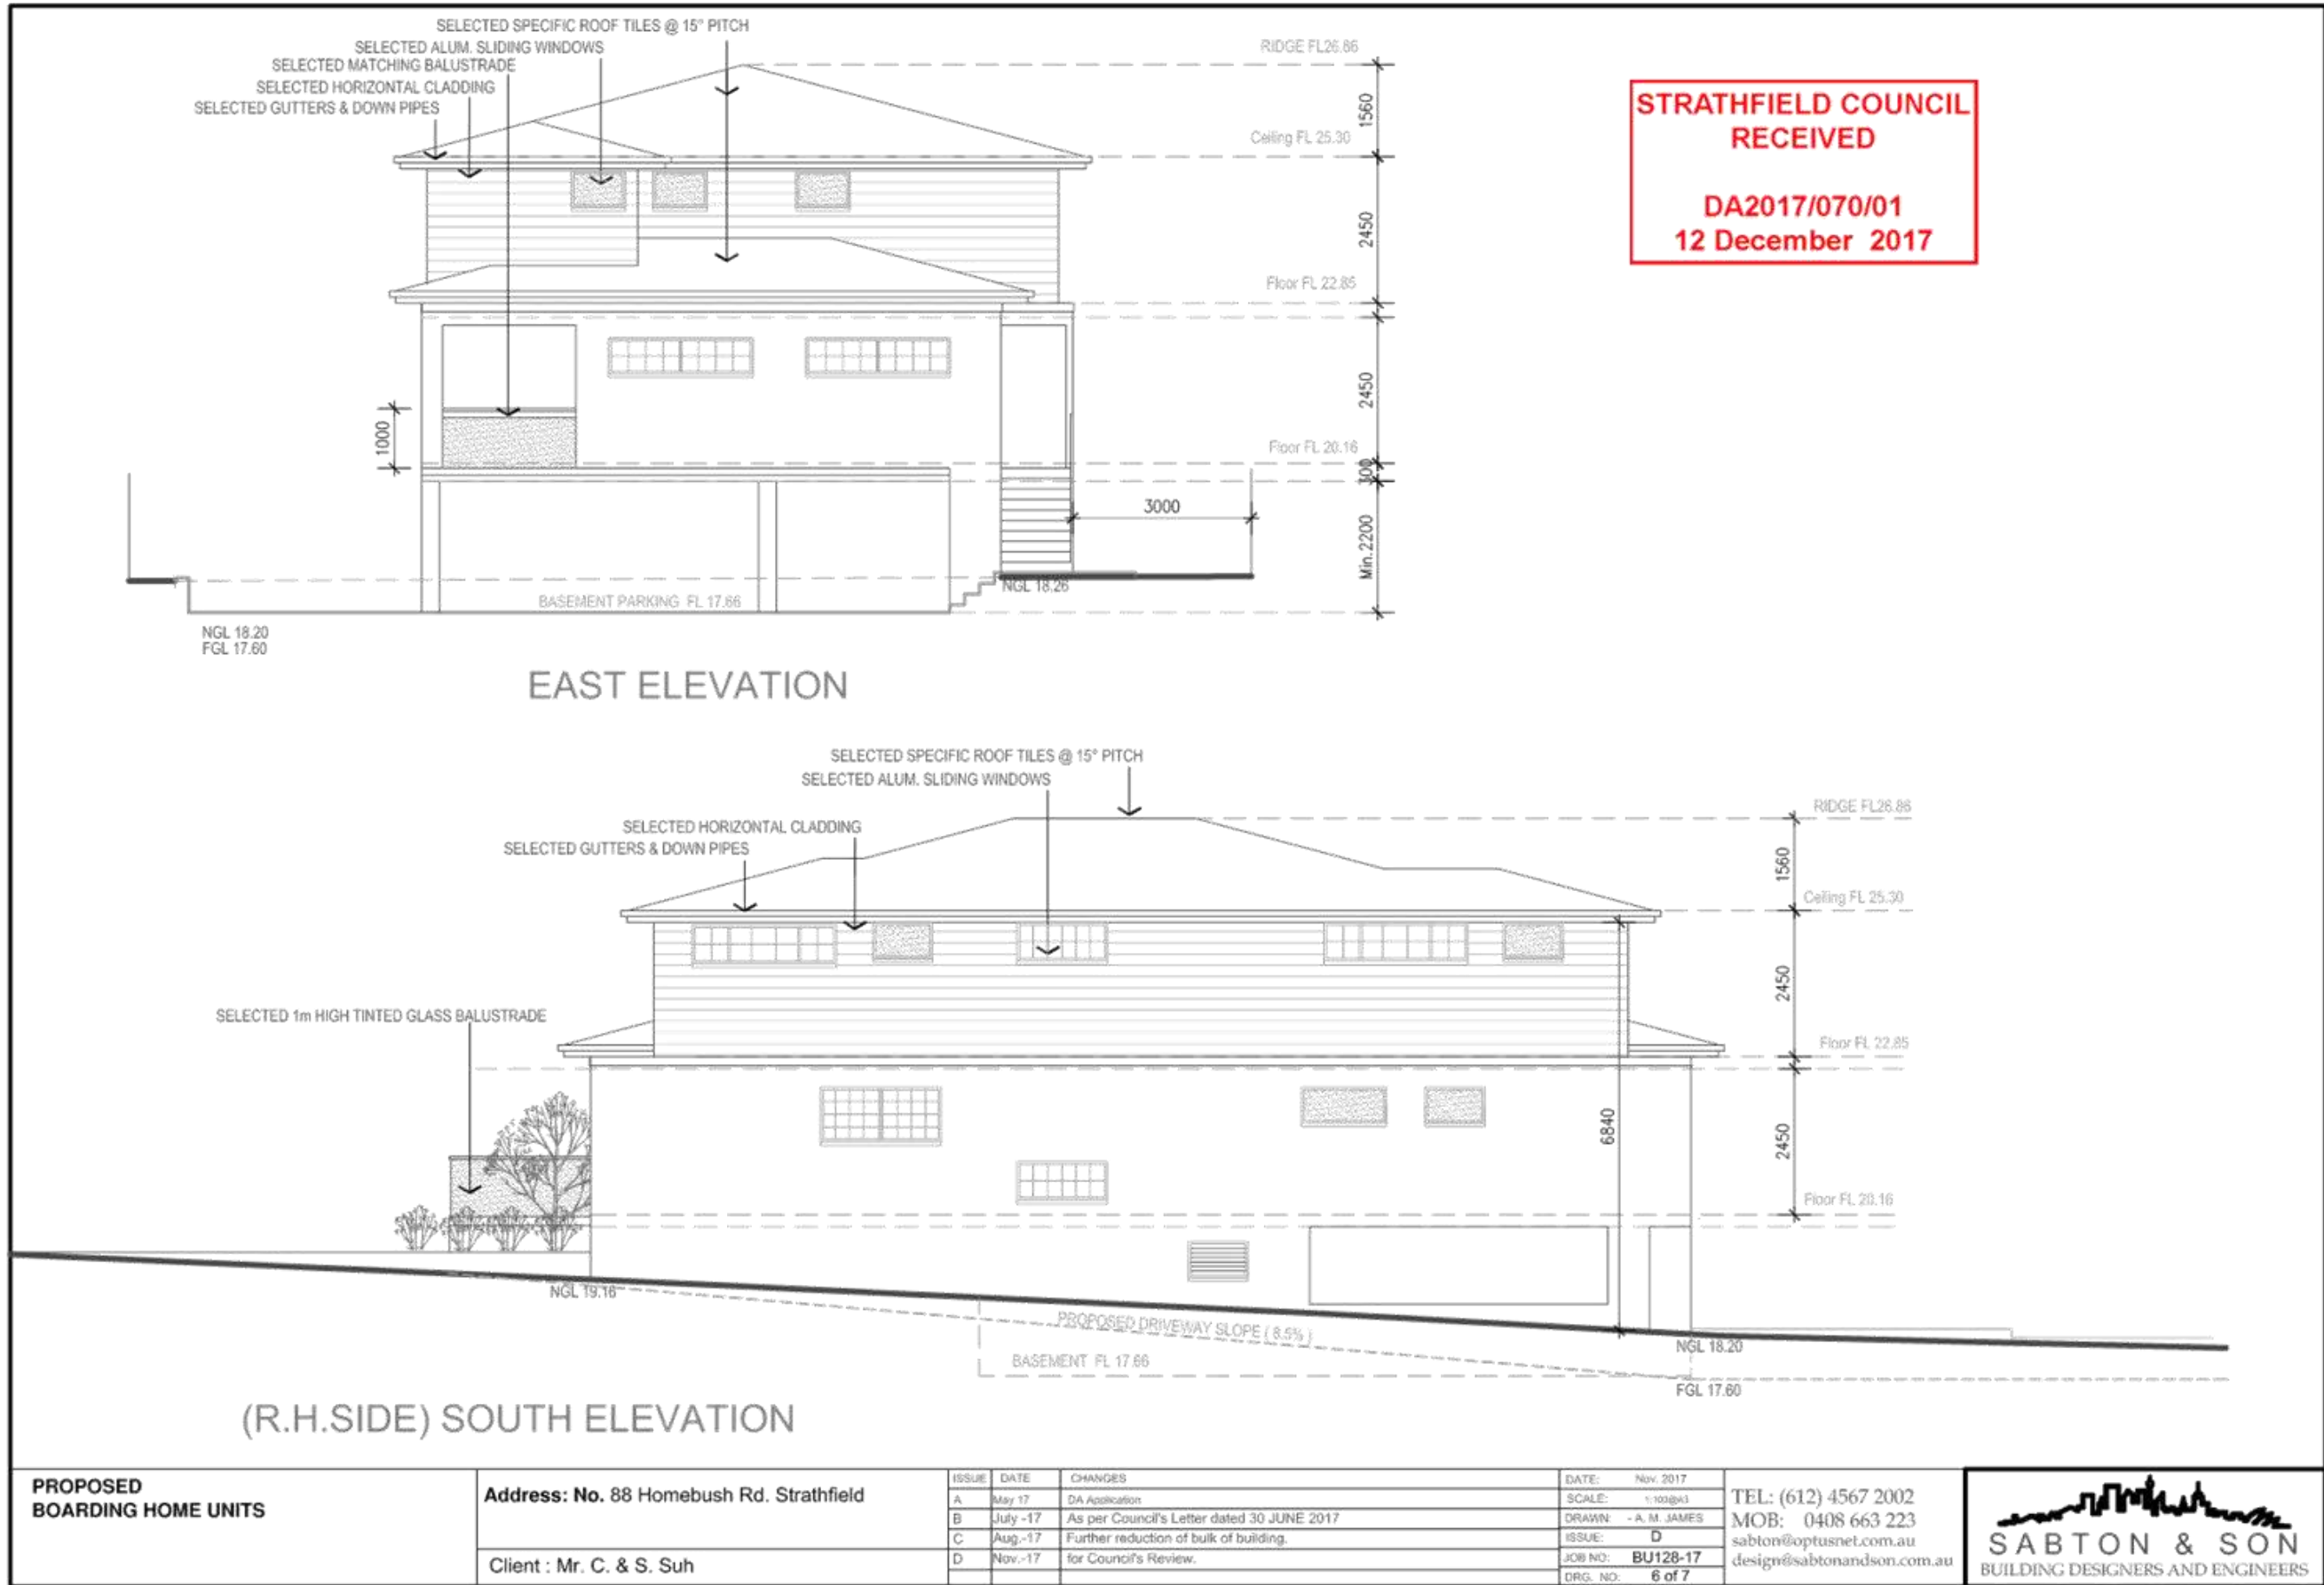 SELECTED SPECIFIC ROOF TILES @ 15° PITCH
SELECTED ALUM. SLIDING WINDOWS
SELECTED MATCHING BALUSTRADE
SELECTED HORIZONTAL CLADDING
SELECTED GUTTERS & DOWN PIPES
RIDGE FL26.86
1560
Ceiling FL 25.30
2450
Floor FL 22.85
2450
Floor FL 20.16
300
Min.2200
1000
3000
NGL 18.26
BASEMENT PARKING FL 17.66
NGL 18.20
FGL 17.60
EAST ELEVATION
STRATHFIELD COUNCIL
RECEIVED
DA2017/070/01
12 December 2017
SELECTED SPECIFIC ROOF TILES @ 15° PITCH
SELECTED ALUM. SLIDING WINDOWS
SELECTED HORIZONTAL CLADDING
SELECTED GUTTERS & DOWN PIPES
SELECTED 1m HIGH TINTED GLASS BALUSTRADE
RIDGE FL26.86
1560
Ceiling FL 25.30
2450
Floor FL 22.85
6840
2450
Floor FL 20.16
NGL 19.16
PROPOSED DRIVEWAY SLOPE ( 8.5% )
BASEMENT FL 17.66
NGL 18.20
FGL 17.60
(R.H.SIDE) SOUTH ELEVATION
PROPOSED
BOARDING HOME UNITS
Address: No. 88 Homebush Rd. Strathfield
Client : Mr. C. & S. Suh
ISSUE DATE CHANGES
A May 17 DA Application
B July -17 As per Council's Letter dated 30 JUNE 2017
C Aug.-17 Further reduction of bulk of building.
D Nov.-17 for Council's Review.
DATE: Nov. 2017
SCALE: 1:100@A3
DRAWN: - A. M. JAMES
ISSUE: D
JOB NO: BU128-17
DRG. NO: 6 of 7
TEL: (612) 4567 2002
MOB: 0408 663 223
sabton@optusnet.com.au
design@sabtonandson.com.au
SABTON & SON
BUILDING DESIGNERS AND ENGINEERS